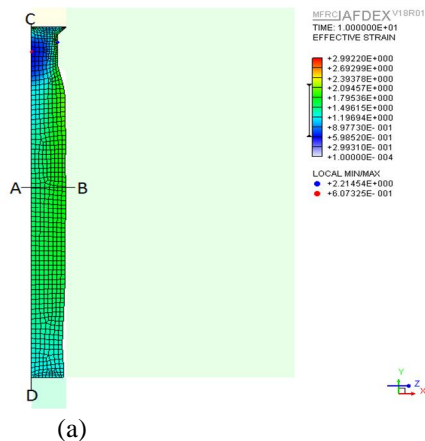 C
MFRC|AFDEX V18R01
TIME: 1.000000E+01
EFFECTIVE STRAIN
+2.99220E+000
+2.69299E+000
+2.39378E+000
+2.09457E+000
+1.79536E+000
+1.49615E+000
+1.19694E+000
+8.97730E- 001
+5.98520E- 001
+2.99310E- 001
+1.00000E- 004
LOCAL MIN/MAX
+2.21454E+000
+6.07325E- 001
A
B
D
Y
Z
X
(a)